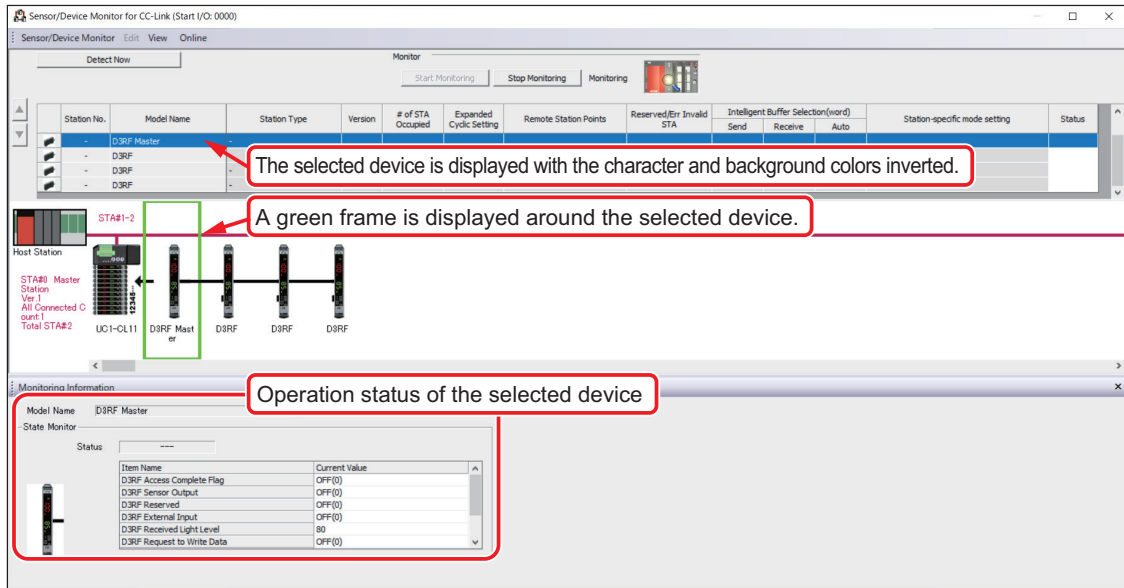 Sensor/Device Monitor for CC-Link (Start I/O: 0000)
Sensor/Device Monitor Edit View Online
Detect Now
Monitor
Start Monitoring Stop Monitoring Monitoring
Station No. Model Name Station Type Version # of STA Occupied Expanded Cyclic Setting Remote Station Points Reserved/Err Invalid STA Intelligent Buffer Selection(word) Send Receive Auto Station-specific mode setting Status
- D3RF Master -
The selected device is displayed with the character and background colors inverted.
- D3RF
- D3RF -
- D3RF -
STA#1-2
A green frame is displayed around the selected device.
Host Station
STA#0 Master
Station
Ver.1
All Connected C
ount:1
Total STA#2
12345...
UC1-CL11 D3RF Mast
er
D3RF D3RF D3RF
Monitoring Information
Operation status of the selected device
Model Name D3RF Master
State Monitor
Status ---
Item Name Current Value
D3RF Access Complete Flag OFF(0)
D3RF Sensor Output OFF(0)
D3RF Reserved OFF(0)
D3RF External Input OFF(0)
D3RF Received Light Level 80
D3RF Request to Write Data OFF(0)